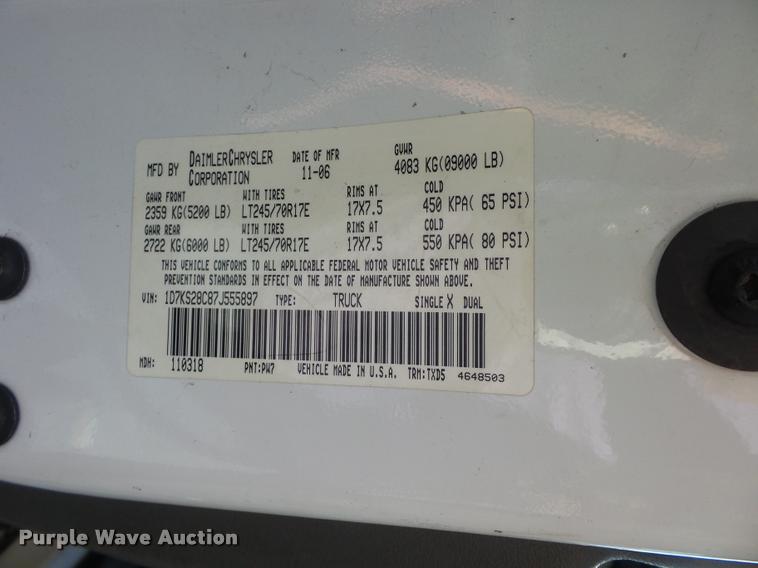 MFD BY DAIMLERCHRYSLER CORPORATION DATE OF MFR 11-06 GVWR 4083 KG(09000 LB)
GAWR FRONT WITH TIRES RIMS AT COLD
2359 KG(5200 LB) LT245/70R17E 17X7.5 450 KPA( 65 PSI)
GAWR REAR WITH TIRES RIMS AT COLD
2722 KG(6000 LB) LT245/70R17E 17X7.5 550 KPA( 80 PSI)
THIS VEHICLE CONFORMS TO ALL APPLICABLE FEDERAL MOTOR VEHICLE SAFETY AND THEFT
PREVENTION STANDARDS IN EFFECT ON THE DATE OF MANUFACTURE SHOWN ABOVE.
VIN: 1D7KS28C87J555897 TYPE: TRUCK SINGLE X DUAL
MDH: 110318 PNT:PW7 VEHICLE MADE IN U.S.A. TRM:TXD5 4648503
Purple Wave Auction